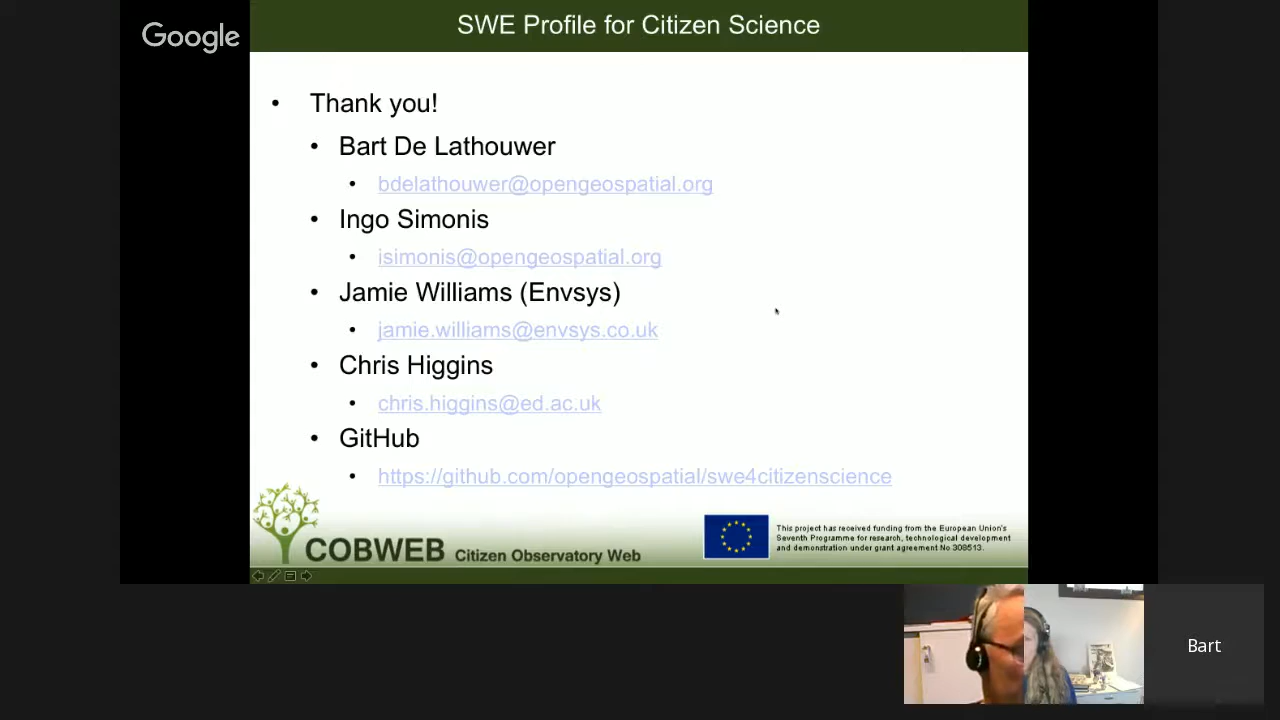 Google
SWE Profile for Citizen Science
• Thank you!
• Bart De Lathouwer
• bdelathouwer@opengeospatial.org
• Ingo Simonis
• isimonis@opengeospatial.org
• Jamie Williams (Envsys)
• jamie.williams@envsys.co.uk
• Chris Higgins
• chris.higgins@ed.ac.uk
• GitHub
• https://github.com/opengeospatial/swe4citizenscience
COBWEB Citizen Observatory Web
This project has received funding from the European Union's
Seventh Programme for research, technological development
and demonstration under grant agreement No 308513.
Bart